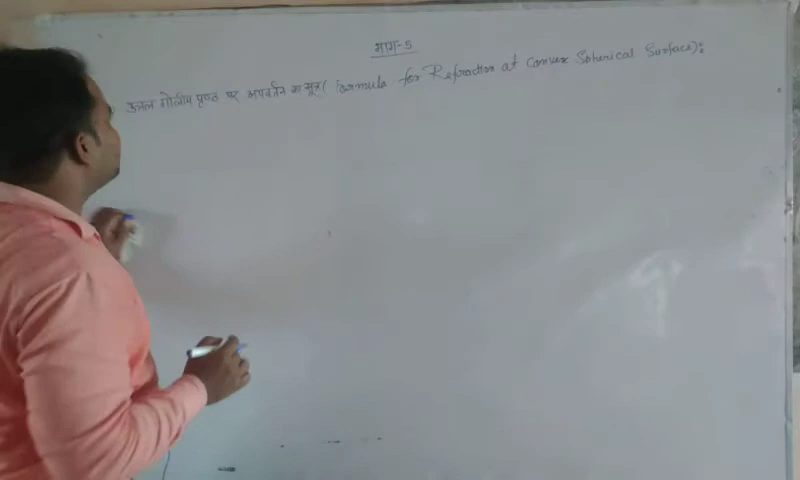 भाग-5
उत्तल गोलीय पृष्ठ पर अपवर्तन का सूत्र( Formula for Refraction at Convex Spherical Surface):